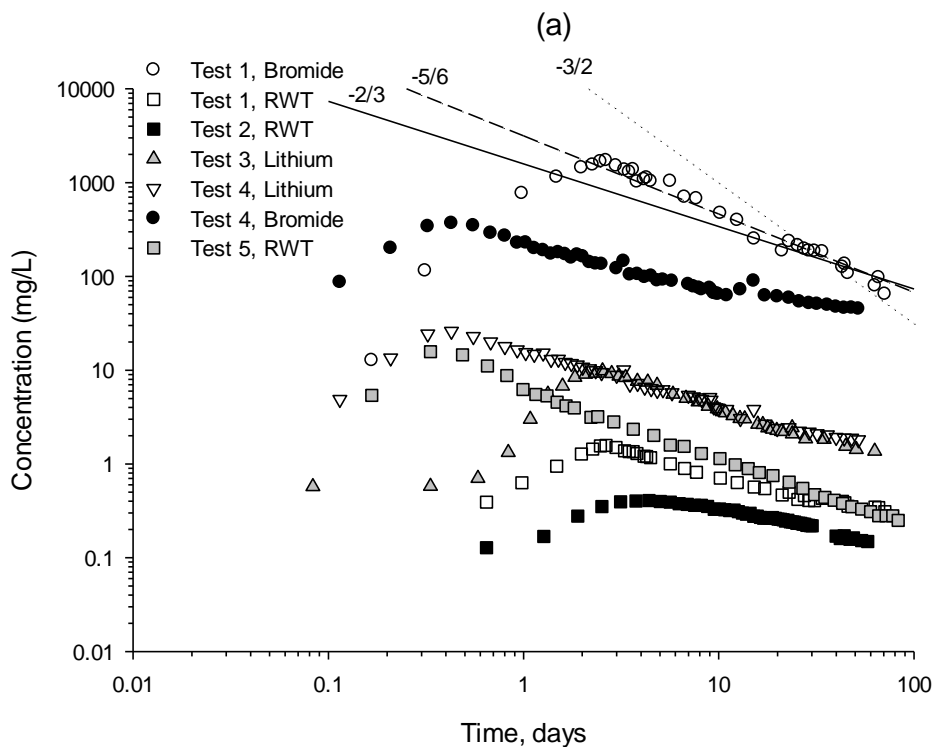 (a)
Test 1, Bromide
Test 1, RWT
Test 2, RWT
Test 3, Lithium
Test 4, Lithium
Test 4, Bromide
Test 5, RWT
-2/3
-5/6
-3/2
10000
1000
100
10
1
0.1
0.01
Concentration (mg/L)
0.01
0.1
1
10
100
Time, days